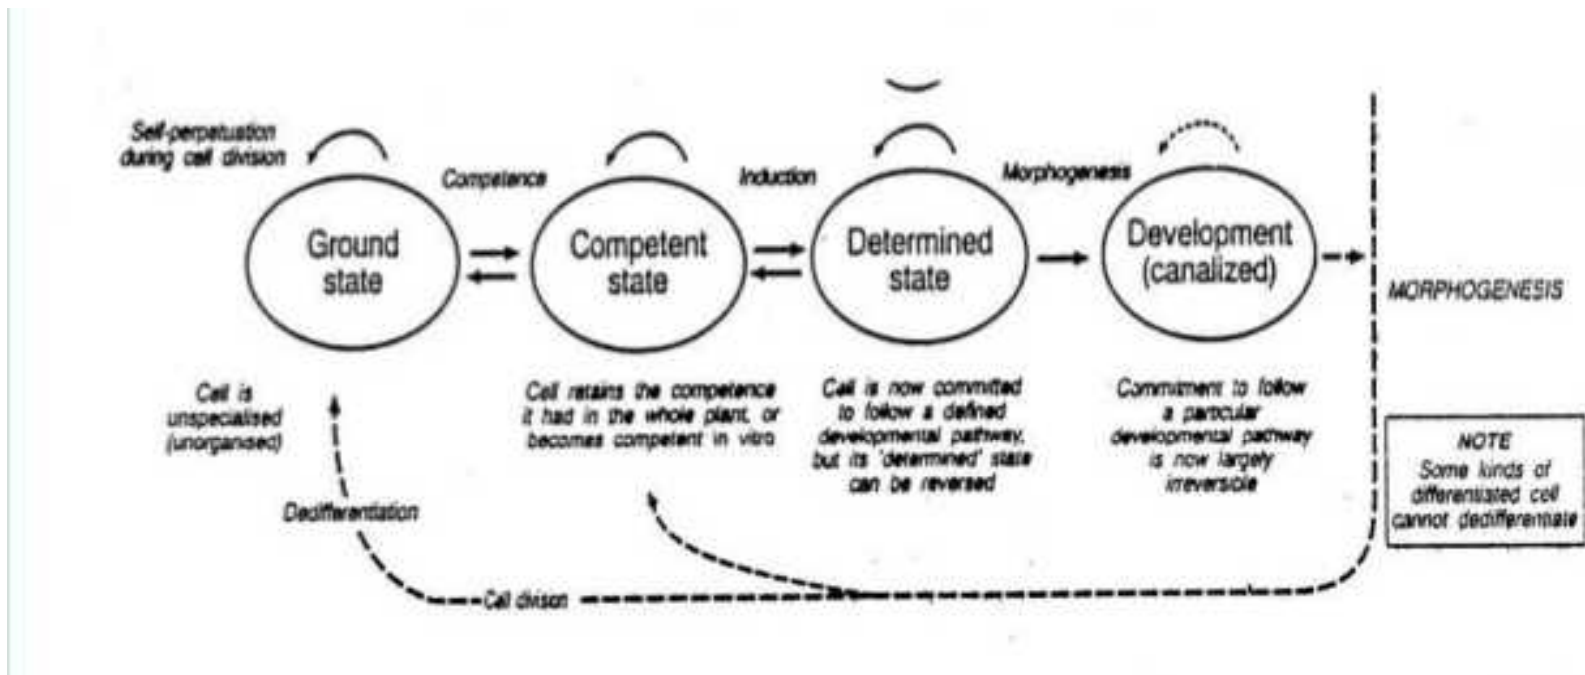 Self-perpetuation
during cell division
Competence
Induction
Morphogenesis
Ground
state
Competent
state
Determined
state
Development
(canalized)
MORPHOGENESIS
Cell is
unspecialised
(unorganised)
Cell retains the competence
it had in the whole plant, or
becomes competent in vitro
Cell is now committed
to follow a defined
developmental pathway,
but its 'determined' state
can be reversed
Commitment to follow
a particular
developmental pathway
is now largely
irreversible
NOTE
Some kinds of
differentiated cell
cannot dedifferentiate
Dedifferentiation
Cell divison